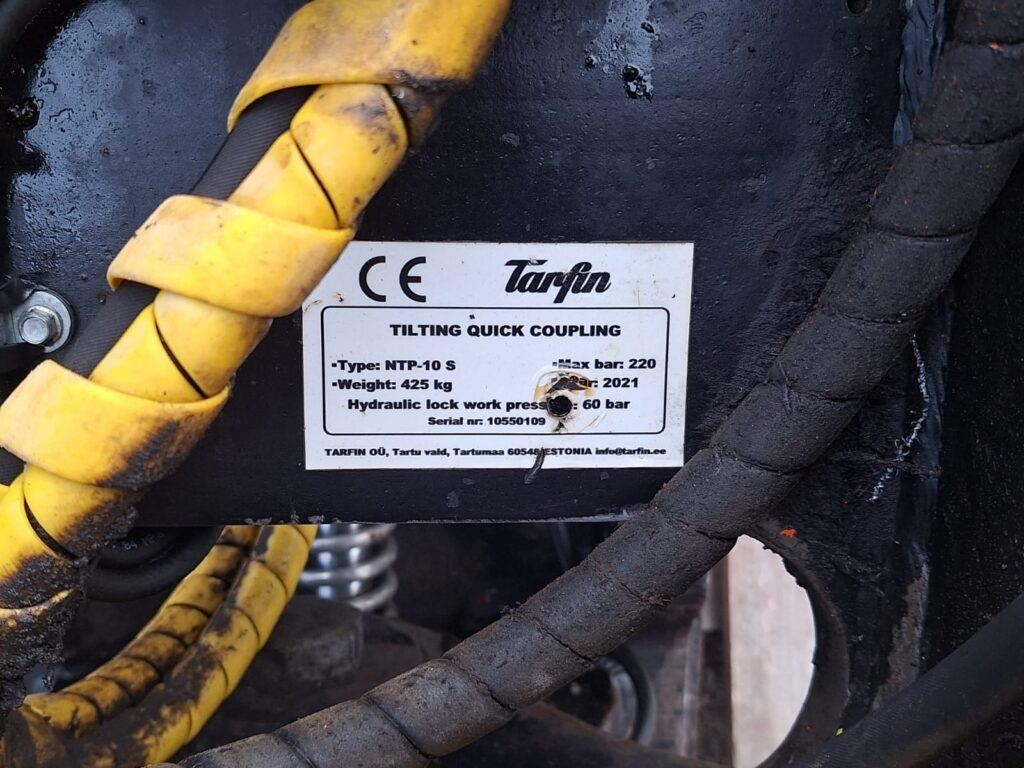 CE Tarfin
TILTING QUICK COUPLING
▪Type: NTP-10 S ▪Max bar: 220
▪Weight: 425 kg 2021
Hydraulic lock work 60 bar
Serial nr: 10550109
TARFIN OÜ, Tartu vald, Tartumaa 60548 ESTONIA info@tarfin.ee